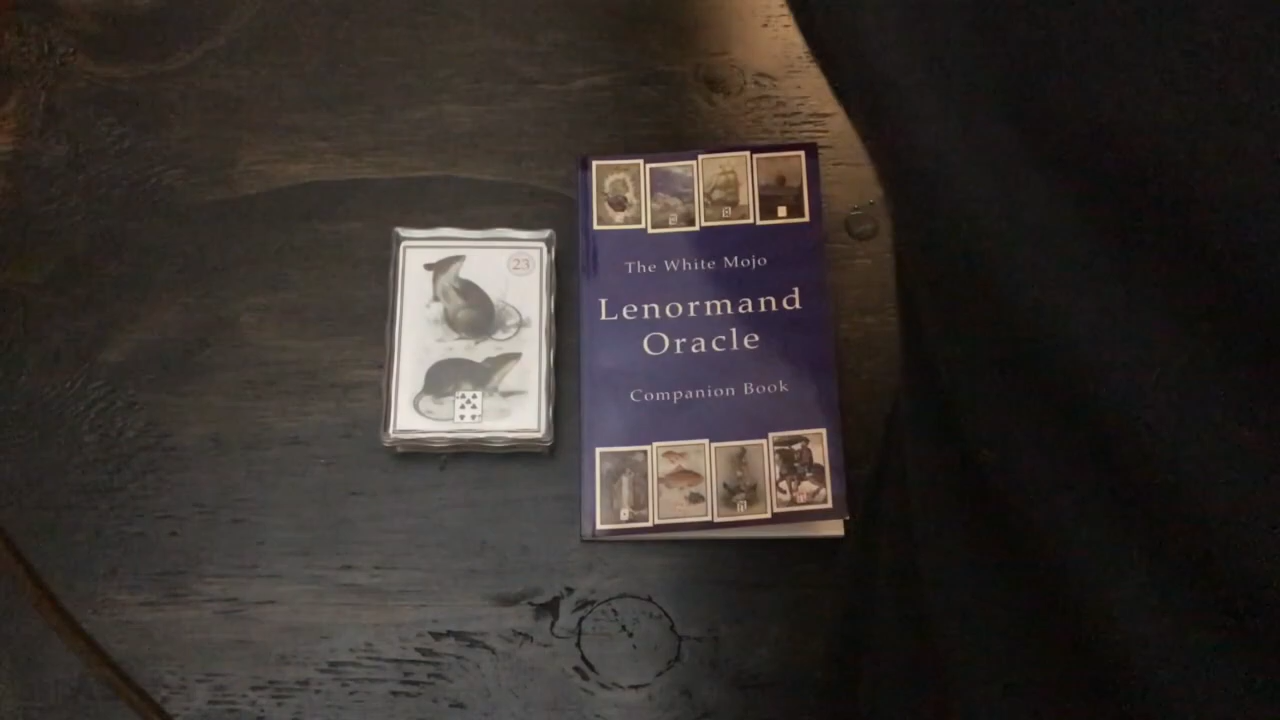 23
The White Mojo
Lenormand
Oracle
Companion Book